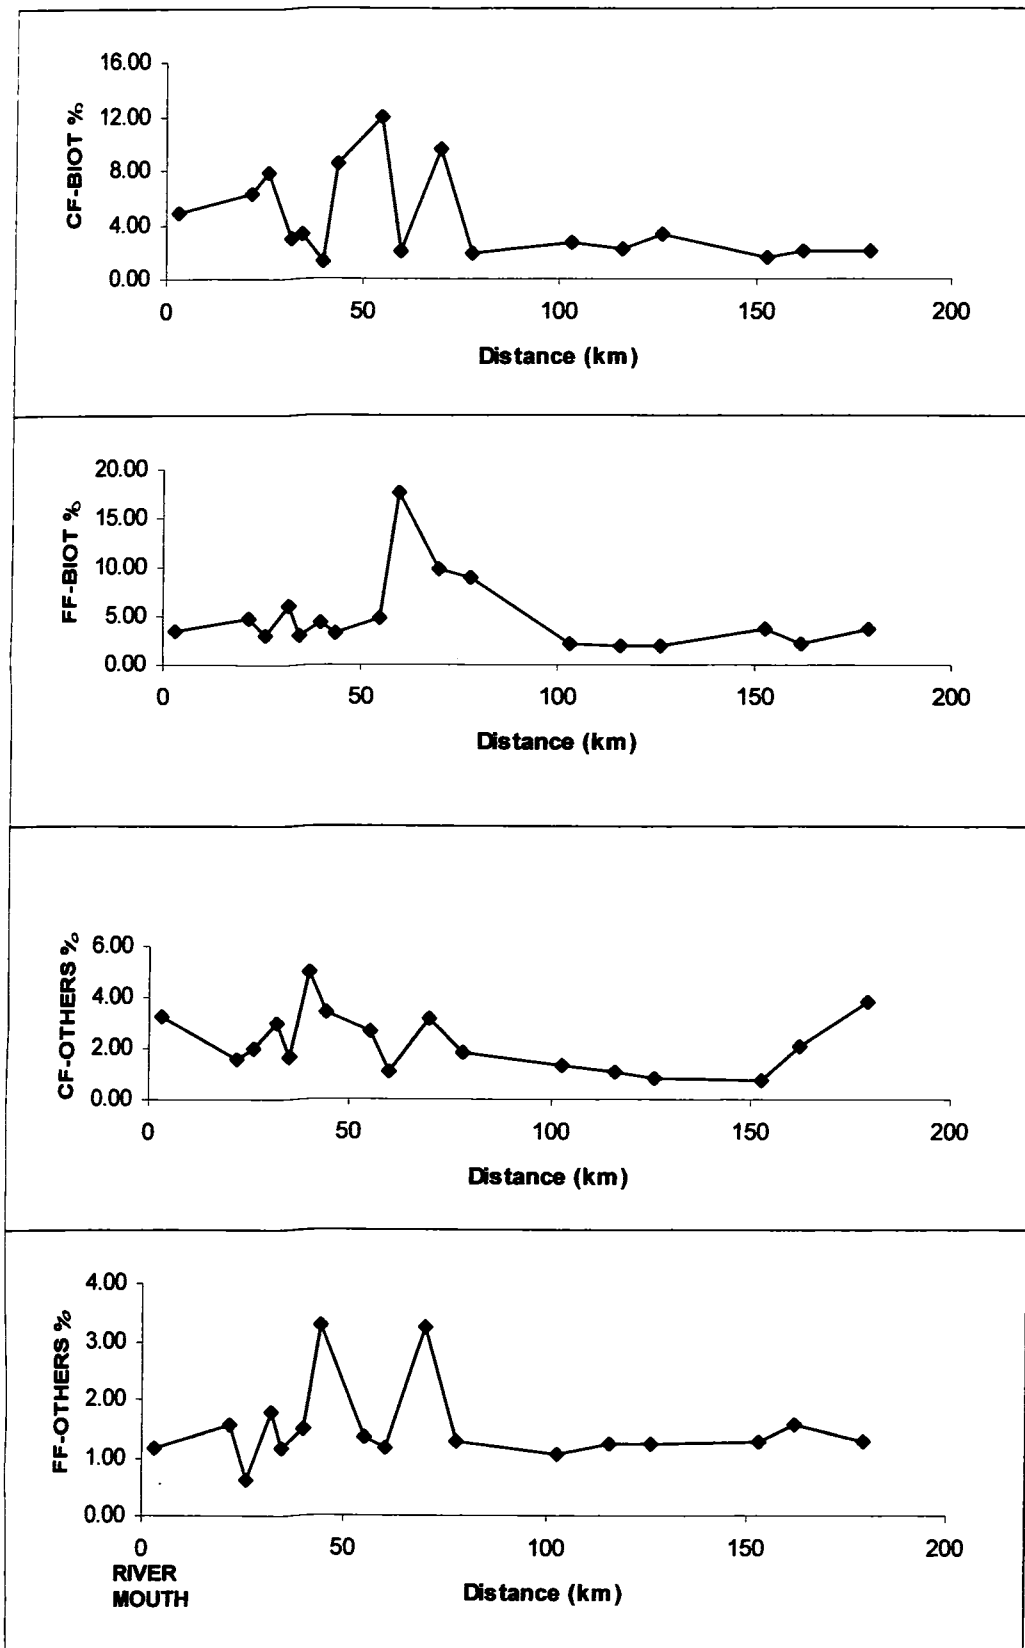 CF-BIOT %
16.00
12.00
8.00
4.00
0.00
0 50 100 150 200
Distance (km)
FF-BIOT %
20.00
15.00
10.00
5.00
0.00
0 50 100 150 200
Distance (km)
CF-OTHERS %
6.00
4.00
2.00
0.00
0 50 100 150 200
Distance (km)
FF-OTHERS %
4.00
3.00
2.00
1.00
0.00
0 50 100 150 200
RIVER
MOUTH
Distance (km)